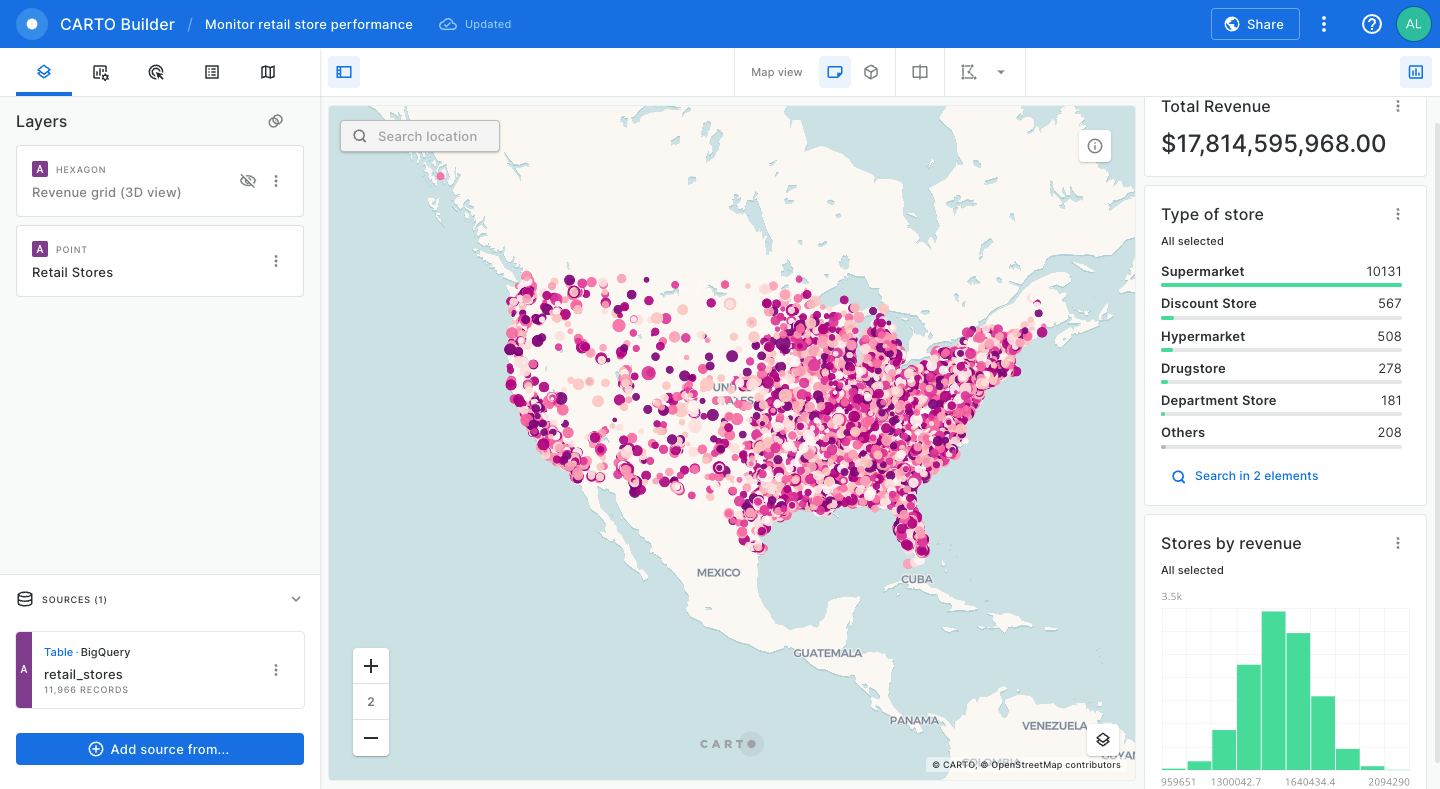 CARTO Builder / Monitor retail store performance Updated Share AL
Map view
Layers
A HEXAGON
Revenue grid (3D view)
A POINT
Retail Stores
SOURCES (1)
A
Table · BigQuery
retail_stores
11,966 RECORDS
Add source from...
Search location
UNITED
MEXICO
CUBA
GUATEMALA
PANAMA
VENEZUELA
COLOMBIA
2
CARTO
© CARTO, © OpenStreetMap contributors
Total Revenue
$17,814,595,968.00
Type of store
All selected
Supermarket 10131
Discount Store 567
Hypermarket 508
Drugstore 278
Department Store 181
Others 208
Search in 2 elements
Stores by revenue
All selected
3.5k
959651 1300042.7 1640434.4 2094290